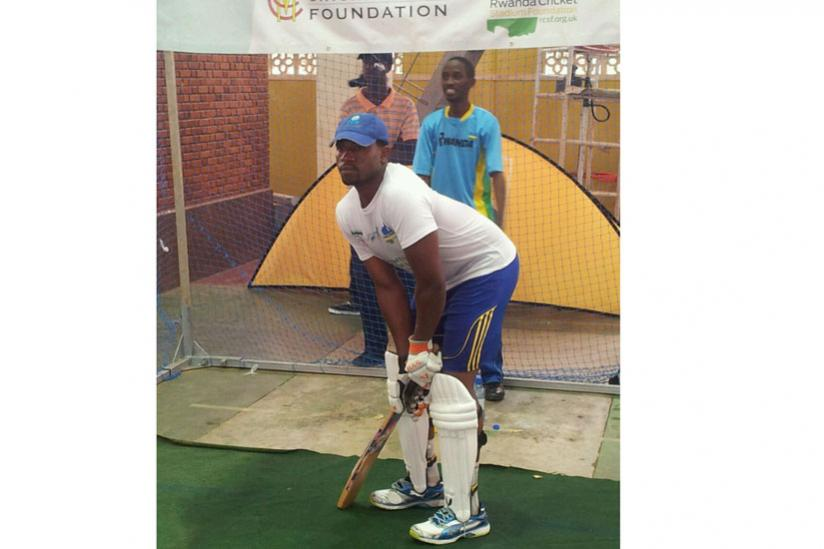 FOUNDATION
Rwanda Cricket
Stadium Foundation
rcsf.org.uk
RWANDA